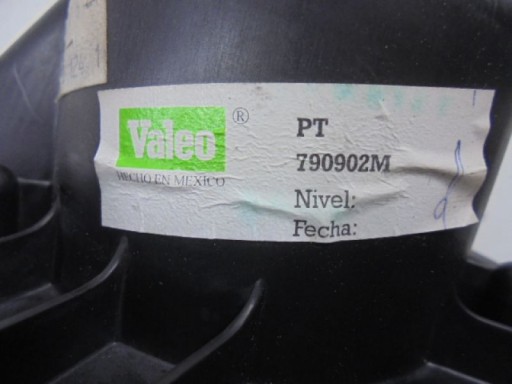 Valeo ®
HECHO EN MEXICO
PT
790902M
Nivel:
Fecha: